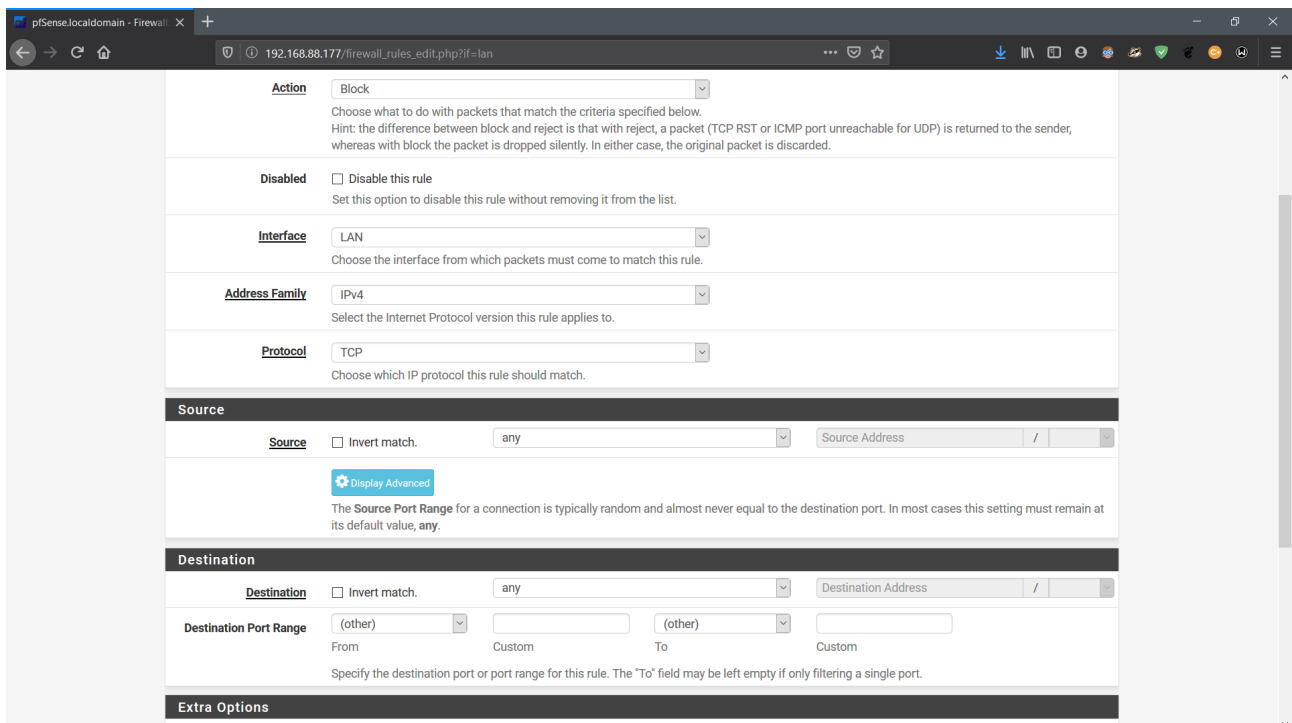 pfSense.localdomain - Firewall
192.168.88.177/firewall_rules_edit.php?if=lan
Action
Block
Choose what to do with packets that match the criteria specified below.
Hint: the difference between block and reject is that with reject, a packet (TCP RST or ICMP port unreachable for UDP) is returned to the sender,
whereas with block the packet is dropped silently. In either case, the original packet is discarded.
Disabled
Disable this rule
Set this option to disable this rule without removing it from the list.
Interface
LAN
Choose the interface from which packets must come to match this rule.
Address Family
IPv4
Select the Internet Protocol version this rule applies to.
Protocol
TCP
Choose which IP protocol this rule should match.
Source
Source
Invert match.
any
Source Address
/
Display Advanced
The Source Port Range for a connection is typically random and almost never equal to the destination port. In most cases this setting must remain at
its default value, any.
Destination
Destination
Invert match.
any
Destination Address
/
Destination Port Range
(other)
(other)
From
Custom
To
Custom
Specify the destination port or port range for this rule. The "To" field may be left empty if only filtering a single port.
Extra Options